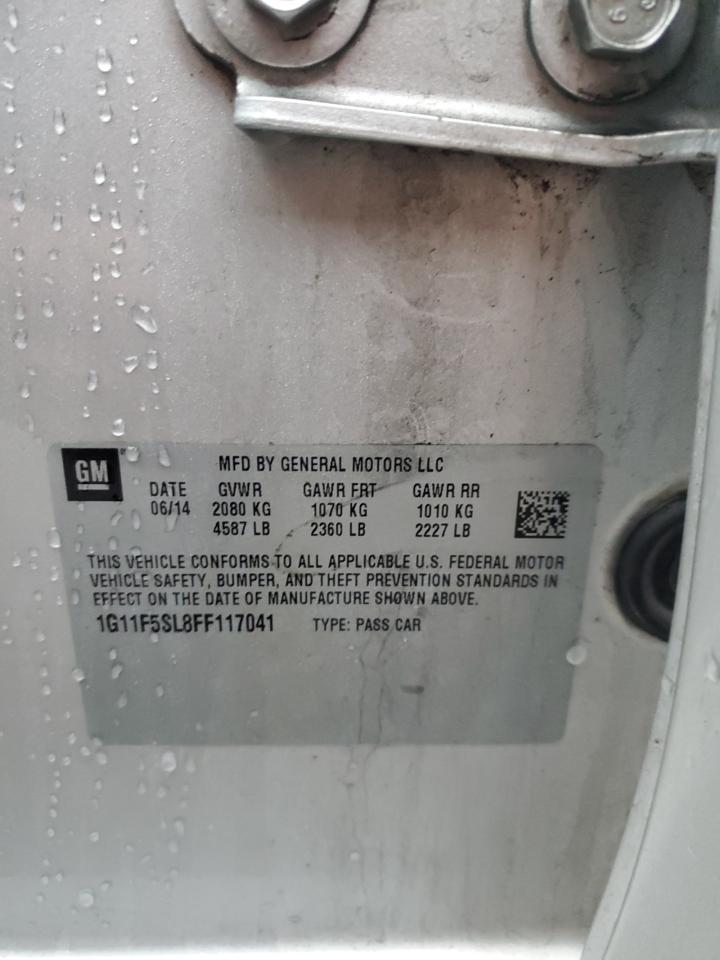 GM
MFD BY GENERAL MOTORS LLC
DATE GVWR GAWR FRT GAWR RR
06/14 2080 KG 1070 KG 1010 KG
4587 LB 2360 LB 2227 LB
THIS VEHICLE CONFORMS TO ALL APPLICABLE U.S. FEDERAL MOTOR
VEHICLE SAFETY, BUMPER, AND THEFT PREVENTION STANDARDS IN
EFFECT ON THE DATE OF MANUFACTURE SHOWN ABOVE.
1G11F5SL8FF117041 TYPE: PASS CAR